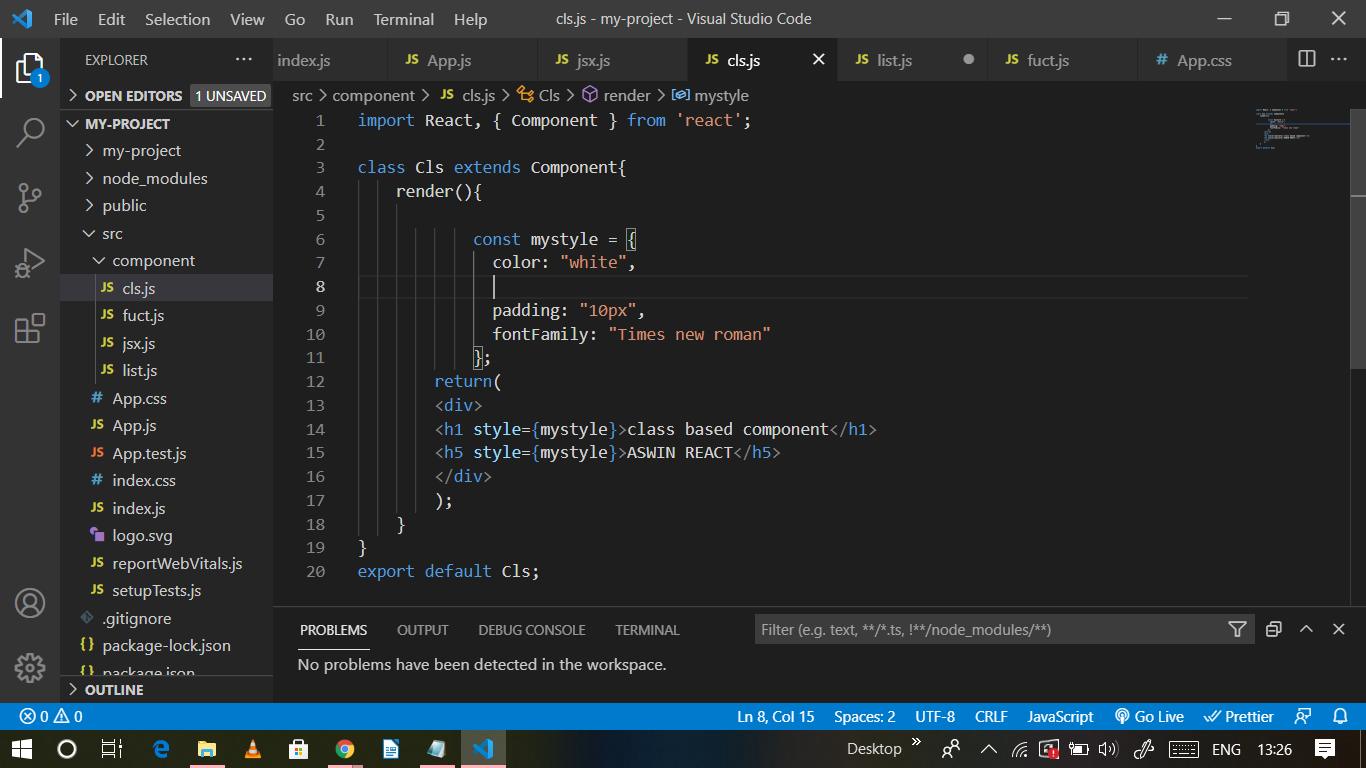 File Edit Selection View Go Run Terminal Help cls.js - my-project - Visual Studio Code
EXPLORER ···
index.js JS App.js JS jsx.js JS cls.js JS list.js JS fuct.js # App.css
1
OPEN EDITORS 1 UNSAVED
src > component > JS cls.js > Cls > render > mystyle
MY-PROJECT
my-project
node_modules
public
src
component
JS cls.js
JS fuct.js
JS jsx.js
JS list.js
# App.css
JS App.js
JS App.test.js
# index.css
JS index.js
logo.svg
JS reportWebVitals.js
JS setupTests.js
.gitignore
{} package-lock.json
{} package.json
OUTLINE
1 import React, { Component } from 'react';
2
3 class Cls extends Component{
4 render(){
5
6 const mystyle = {
7 color: "white",
8
9 padding: "10px",
10 fontFamily: "Times new roman"
11 };
12 return(
13 <div>
14 <h1 style={mystyle}>class based component</h1>
15 <h5 style={mystyle}>ASWIN REACT</h5>
16 </div>
17 );
18 }
19 }
20 export default Cls;
PROBLEMS OUTPUT DEBUG CONSOLE TERMINAL Filter (e.g. text, **/*.ts, !**/node_modules/**)
No problems have been detected in the workspace.
0 0 Ln 8, Col 15 Spaces: 2 UTF-8 CRLF JavaScript Go Live Prettier
Desktop » ENG 13:26